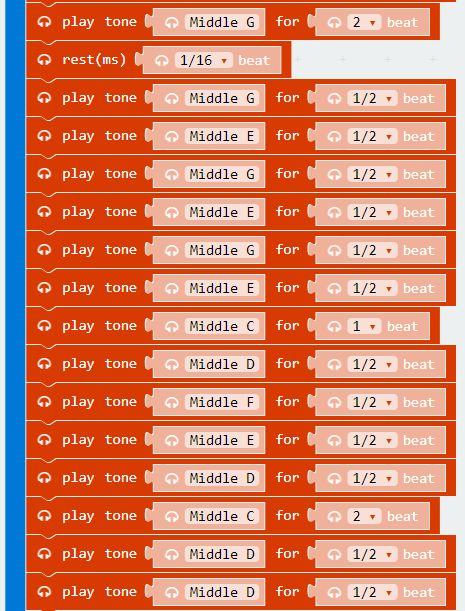 play tone Middle G for 2 beat
rest(ms) 1/16 beat
play tone Middle G for 1/2 beat
play tone Middle E for 1/2 beat
play tone Middle G for 1/2 beat
play tone Middle E for 1/2 beat
play tone Middle G for 1/2 beat
play tone Middle E for 1/2 beat
play tone Middle C for 1 beat
play tone Middle D for 1/2 beat
play tone Middle F for 1/2 beat
play tone Middle E for 1/2 beat
play tone Middle D for 1/2 beat
play tone Middle C for 2 beat
play tone Middle D for 1/2 beat
play tone Middle D for 1/2 beat